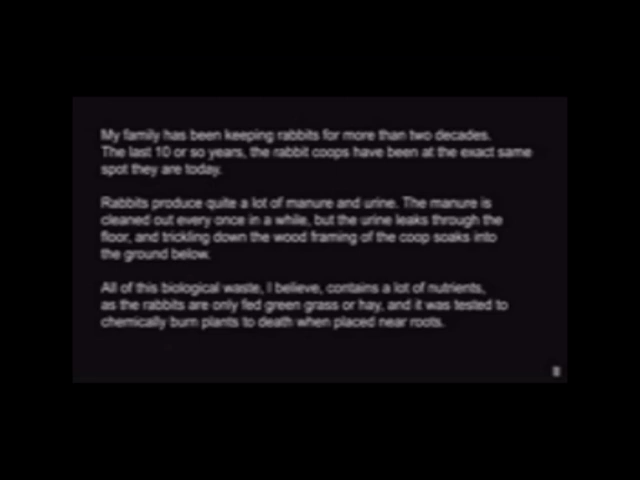 My family has been keeping rabbits for more than two decades.
The last 10 or so years, the rabbit coops have been at the exact same
spot they are today.
Rabbits produce quite a lot of manure and urine. The manure is
cleaned out every once in a while, but the urine leaks through the
floor, and trickling down the wood framing of the coop soaks into
the ground below.
All of this biological waste, I believe, contains a lot of nutrients,
as the rabbits are only fed green grass or hay, and it was tested to
chemically burn plants to death when placed near roots.